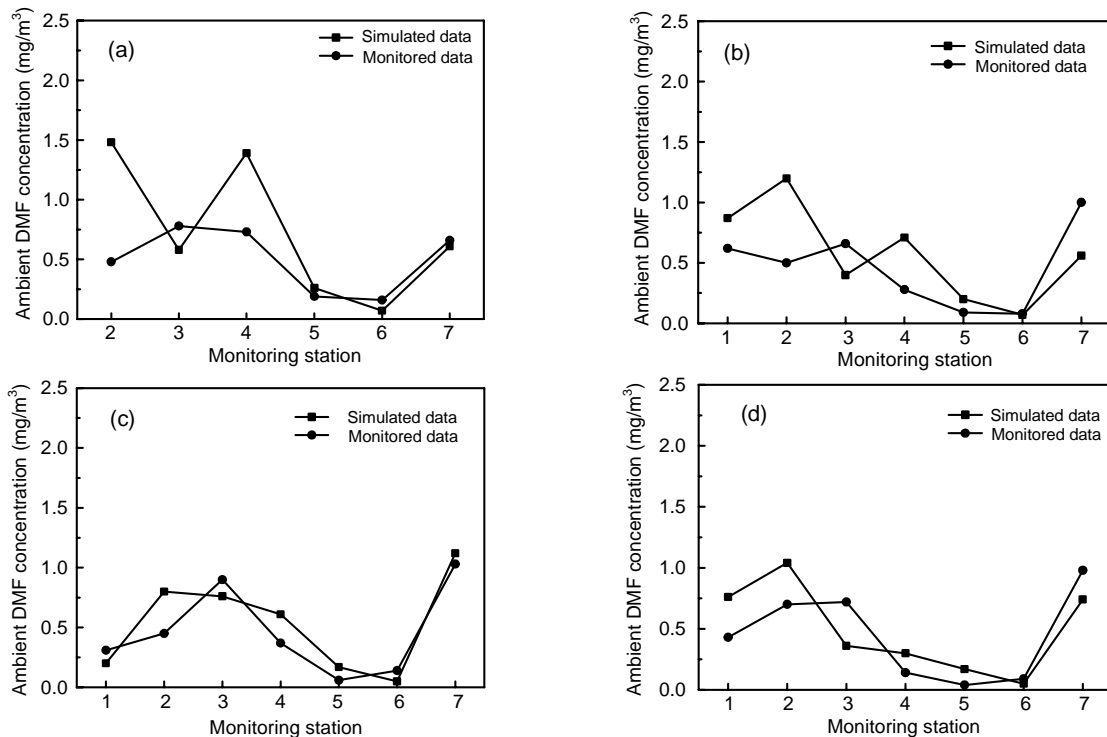 (a)
Simulated data
Monitored data
Ambient DMF concentration (mg/m³)
2.5
2.0
1.5
1.0
0.5
0.0
2 3 4 5 6 7
Monitoring station
(b)
Simulated data
Monitored data
Ambient DMF concentration (mg/m³)
2.5
2.0
1.5
1.0
0.5
0.0
1 2 3 4 5 6 7
Monitoring station
(c)
Simulated data
Monitored data
Ambient DMF concentration (mg/m³)
2.5
2.0
1.5
1.0
0.5
0.0
1 2 3 4 5 6 7
Monitoring station
(d)
Simulated data
Monitored data
Ambient DMF concentration (mg/m³)
2.5
2.0
1.5
1.0
0.5
0.0
1 2 3 4 5 6 7
Monitoring station